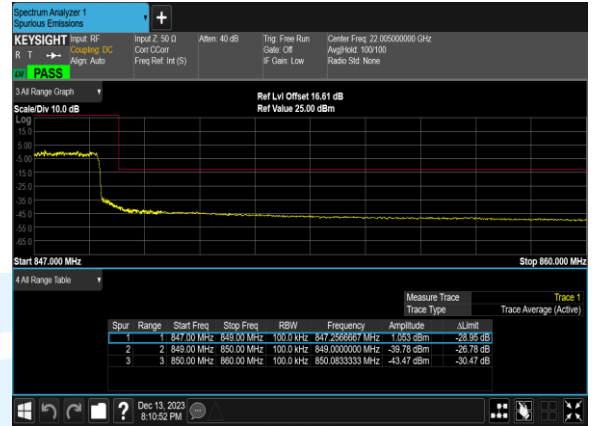 Spectrum Analyzer 1
Spurious Emissions
KEYSIGHT Input: RF Input Z: 50 Ω Atten: 40 dB Trig: Free Run Center Freq: 22.005000000 GHz
R T Coupling: DC Corr CCorr Gate: Off Avg|Hold: 100/100
Align: Auto Freq Ref: Int (S) IF Gain: Low Radio Std: None
PASS
3 All Range Graph
Ref Lvl Offset 16.61 dB
Scale/Div 10.0 dB Ref Value 25.00 dBm
Log
15.0
5.00
-5.00
-15.0
-25.0
-35.0
-45.0
-55.0
-65.0
Start 847.000 MHz Stop 860.000 MHz
4 All Range Table
Measure Trace Trace 1
Trace Type Trace Average (Active)
Spur Range Start Freq Stop Freq RBW Frequency Amplitude ΔLimit
1 1 847.00 MHz 849.00 MHz 100.0 kHz 847.2566667 MHz 1.053 dBm -28.95 dB
2 2 849.00 MHz 850.00 MHz 100.0 kHz 849.0000000 MHz -39.78 dBm -26.78 dB
3 3 850.00 MHz 860.00 MHz 100.0 kHz 850.0833333 MHz -43.47 dBm -30.47 dB
? Dec 13, 2023
8:10:52 PM